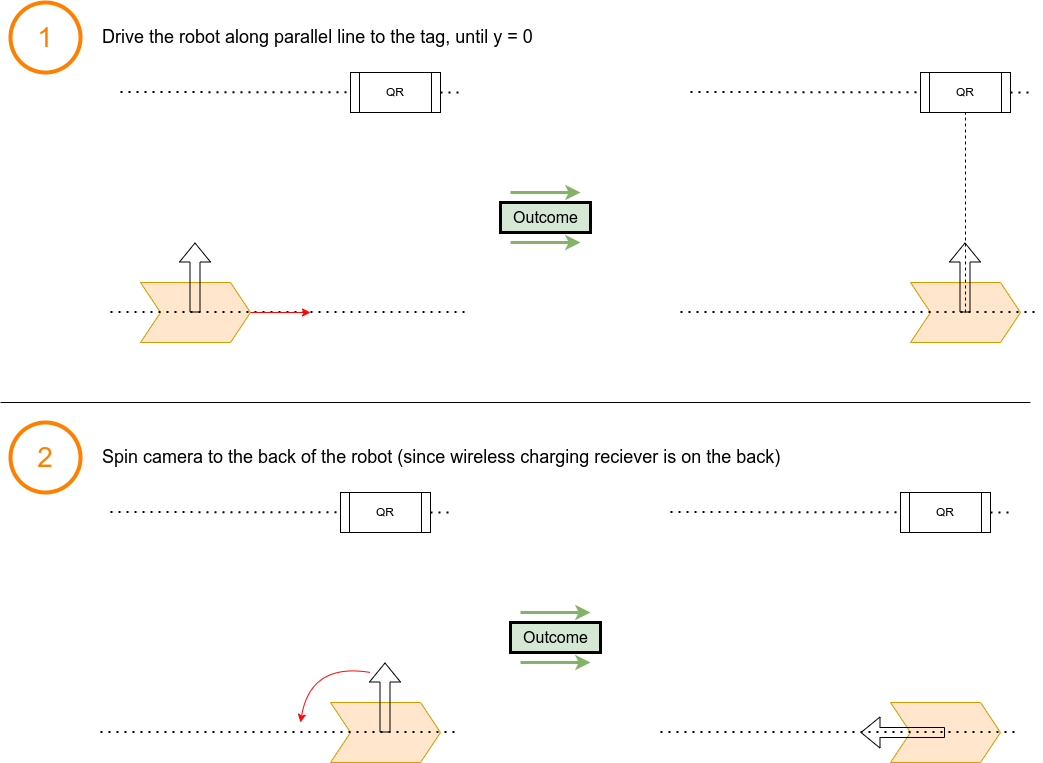 1
Drive the robot along parallel line to the tag, until y = 0
QR
QR
Outcome
2
Spin camera to the back of the robot (since wireless charging reciever is on the back)
QR
QR
Outcome